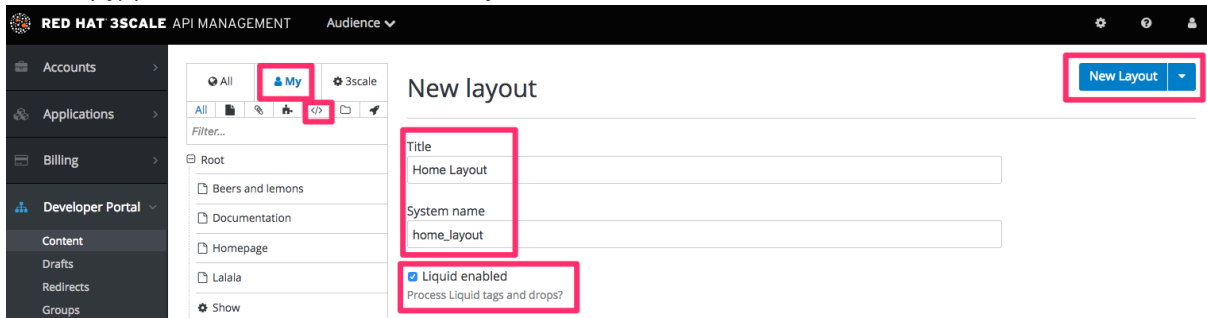 RED HAT 3SCALE API MANAGEMENT Audience
Accounts
Applications
Billing
Developer Portal
Content
Drafts
Redirects
Groups
All My 3scale
All
Filter...
Root
Beers and lemons
Documentation
Homepage
Lalala
Show
New layout
New Layout
Title
Home Layout
System name
home_layout
Liquid enabled
Process Liquid tags and drops?